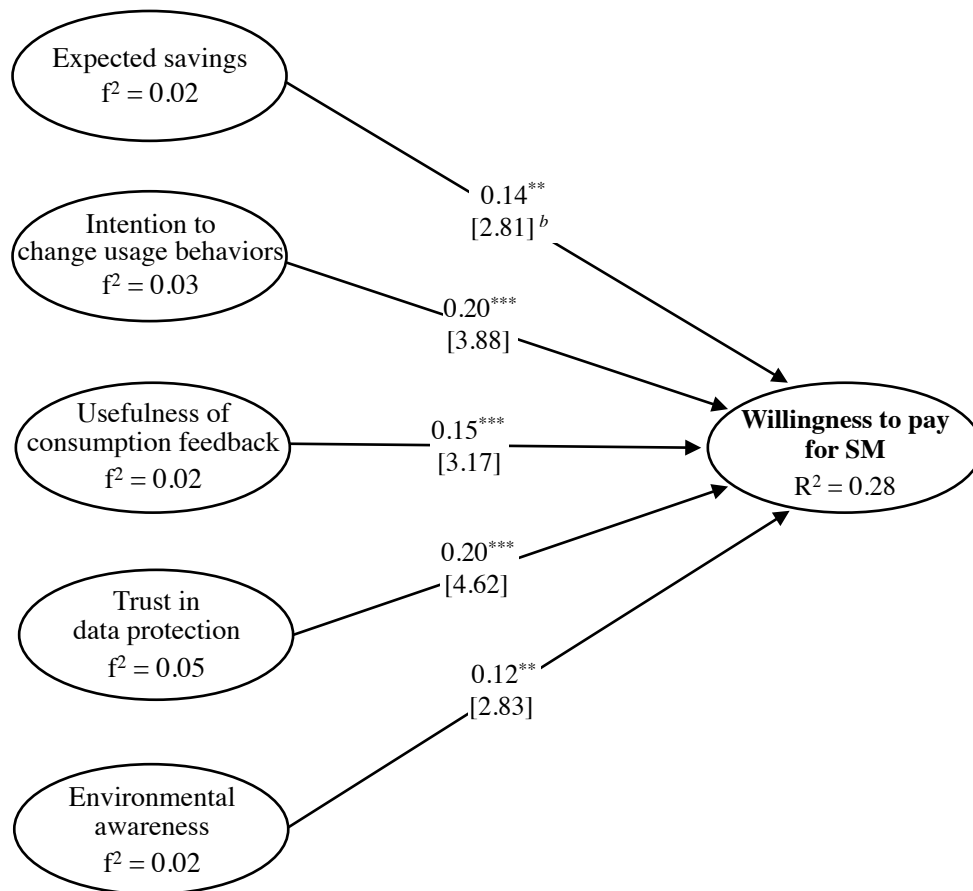 Expected savings
f² = 0.02
0.14**
[2.81] b
Intention to
change usage behaviors
f² = 0.03
0.20***
[3.88]
Usefulness of
consumption feedback
f² = 0.02
0.15***
[3.17]
Willingness to pay
for SM
R² = 0.28
0.20***
[4.62]
Trust in
data protection
f² = 0.05
0.12**
[2.83]
Environmental
awareness
f² = 0.02